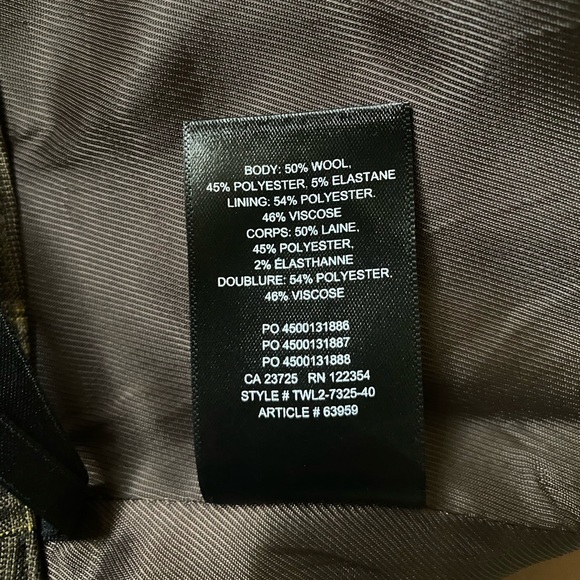 BODY: 50% WOOL,
45% POLYESTER, 5% ELASTANE
LINING: 54% POLYESTER.
46% VISCOSE
CORPS: 50% LAINE,
45% POLYESTER,
2% ÉLASTHANNE
DOUBLURE: 54% POLYESTER.
46% VISCOSE
PO 4500131886
PO 4500131887
PO 4500131888
CA 23725 RN 122354
STYLE # TWL2-7325-40
ARTICLE # 63959